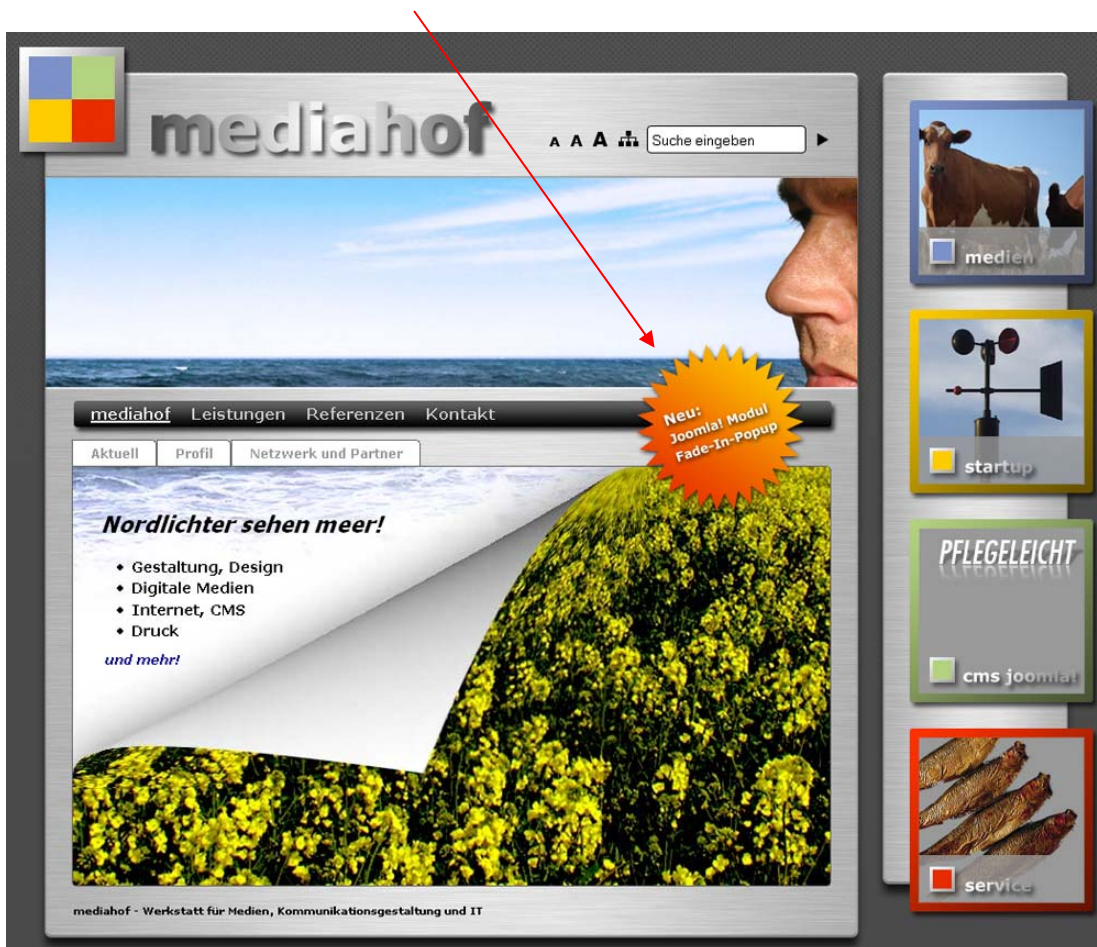 mediahof
A A A Suche eingeben
medien
startup
mediahof Leistungen Referenzen Kontakt
Neu:
Joomla! Modul
Fade-In-Popup
Aktuell Profil Netzwerk und Partner
Nordlichter sehen meer!
• Gestaltung, Design
• Digitale Medien
• Internet, CMS
• Druck
und mehr!
PFLEGELEICHT
cms joomla!
service
mediahof - Werkstatt für Medien, Kommunikationsgestaltung und IT